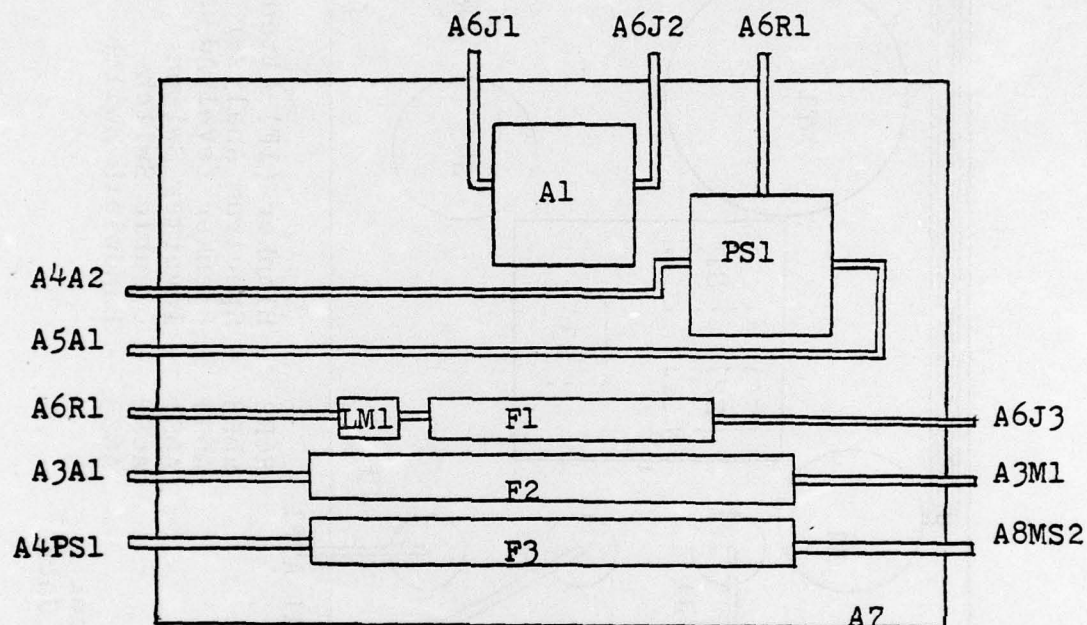 A6J1 A6J2 A6R1
A1
PS1
A4A2
A5A1
A6R1 LM1 F1 A6J3
A3A1 F2 A3M1
A4PS1 F3 A8MS2
A7